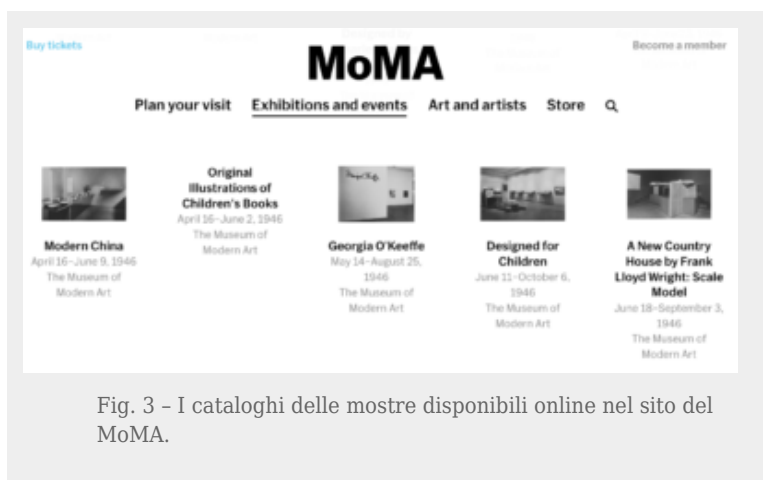 Buy tickets
MoMA
Become a member
Plan your visit Exhibitions and events Art and artists Store
Modern China
April 16–June 9, 1946
The Museum of
Modern Art
Original
Illustrations of
Children's Books
April 16–June 2, 1946
The Museum of
Modern Art
Georgia O'Keeffe
May 14–August 25,
1946
The Museum of
Modern Art
Designed for
Children
June 11–October 6,
1946
The Museum of
Modern Art
A New Country
House by Frank
Lloyd Wright: Scale
Model
June 18–September 3,
1946
The Museum of
Modern Art
Fig. 3 – I cataloghi delle mostre disponibili online nel sito del
MoMA.